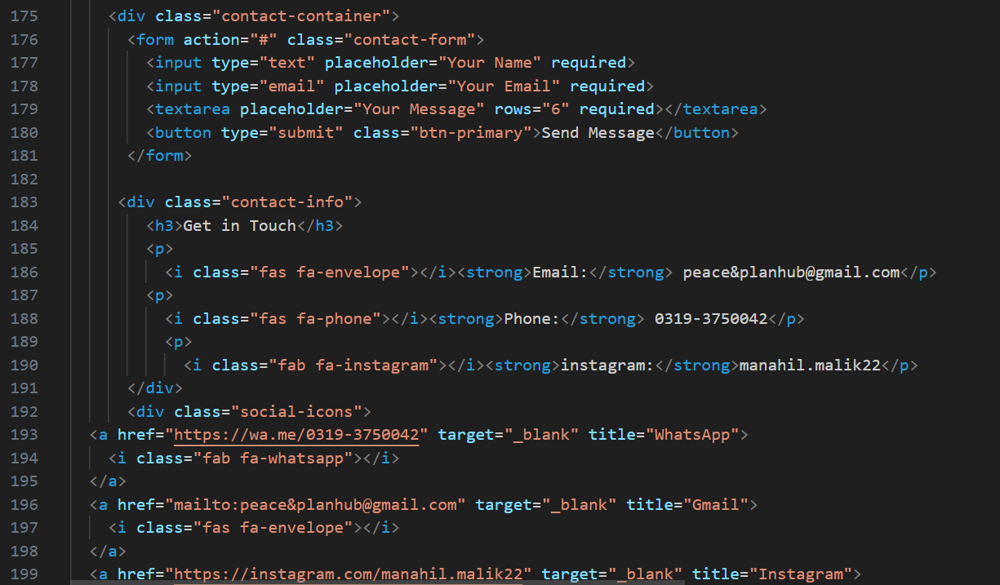 175 <div class="contact-container">
176 <form action="#" class="contact-form">
177 <input type="text" placeholder="Your Name" required>
178 <input type="email" placeholder="Your Email" required>
179 <textarea placeholder="Your Message" rows="6" required></textarea>
180 <button type="submit" class="btn-primary">Send Message</button>
181 </form>
182
183 <div class="contact-info">
184 <h3>Get in Touch</h3>
185 <p>
186 <i class="fas fa-envelope"></i><strong>Email:</strong> peace&planhub@gmail.com</p>
187 <p>
188 <i class="fas fa-phone"></i><strong>Phone:</strong> 0319-3750042</p>
189 <p>
190 <i class="fab fa-instagram"></i><strong>instagram:</strong>manahil.malik22</p>
191 </div>
192 <div class="social-icons">
193 <a href="https://wa.me/0319-3750042" target="_blank" title="WhatsApp">
194 <i class="fab fa-whatsapp"></i>
195 </a>
196 <a href="mailto:peace&planhub@gmail.com" target="_blank" title="Gmail">
197 <i class="fas fa-envelope"></i>
198 </a>
199 <a href="https://instagram.com/manahil.malik22" target="_blank" title="Instagram">